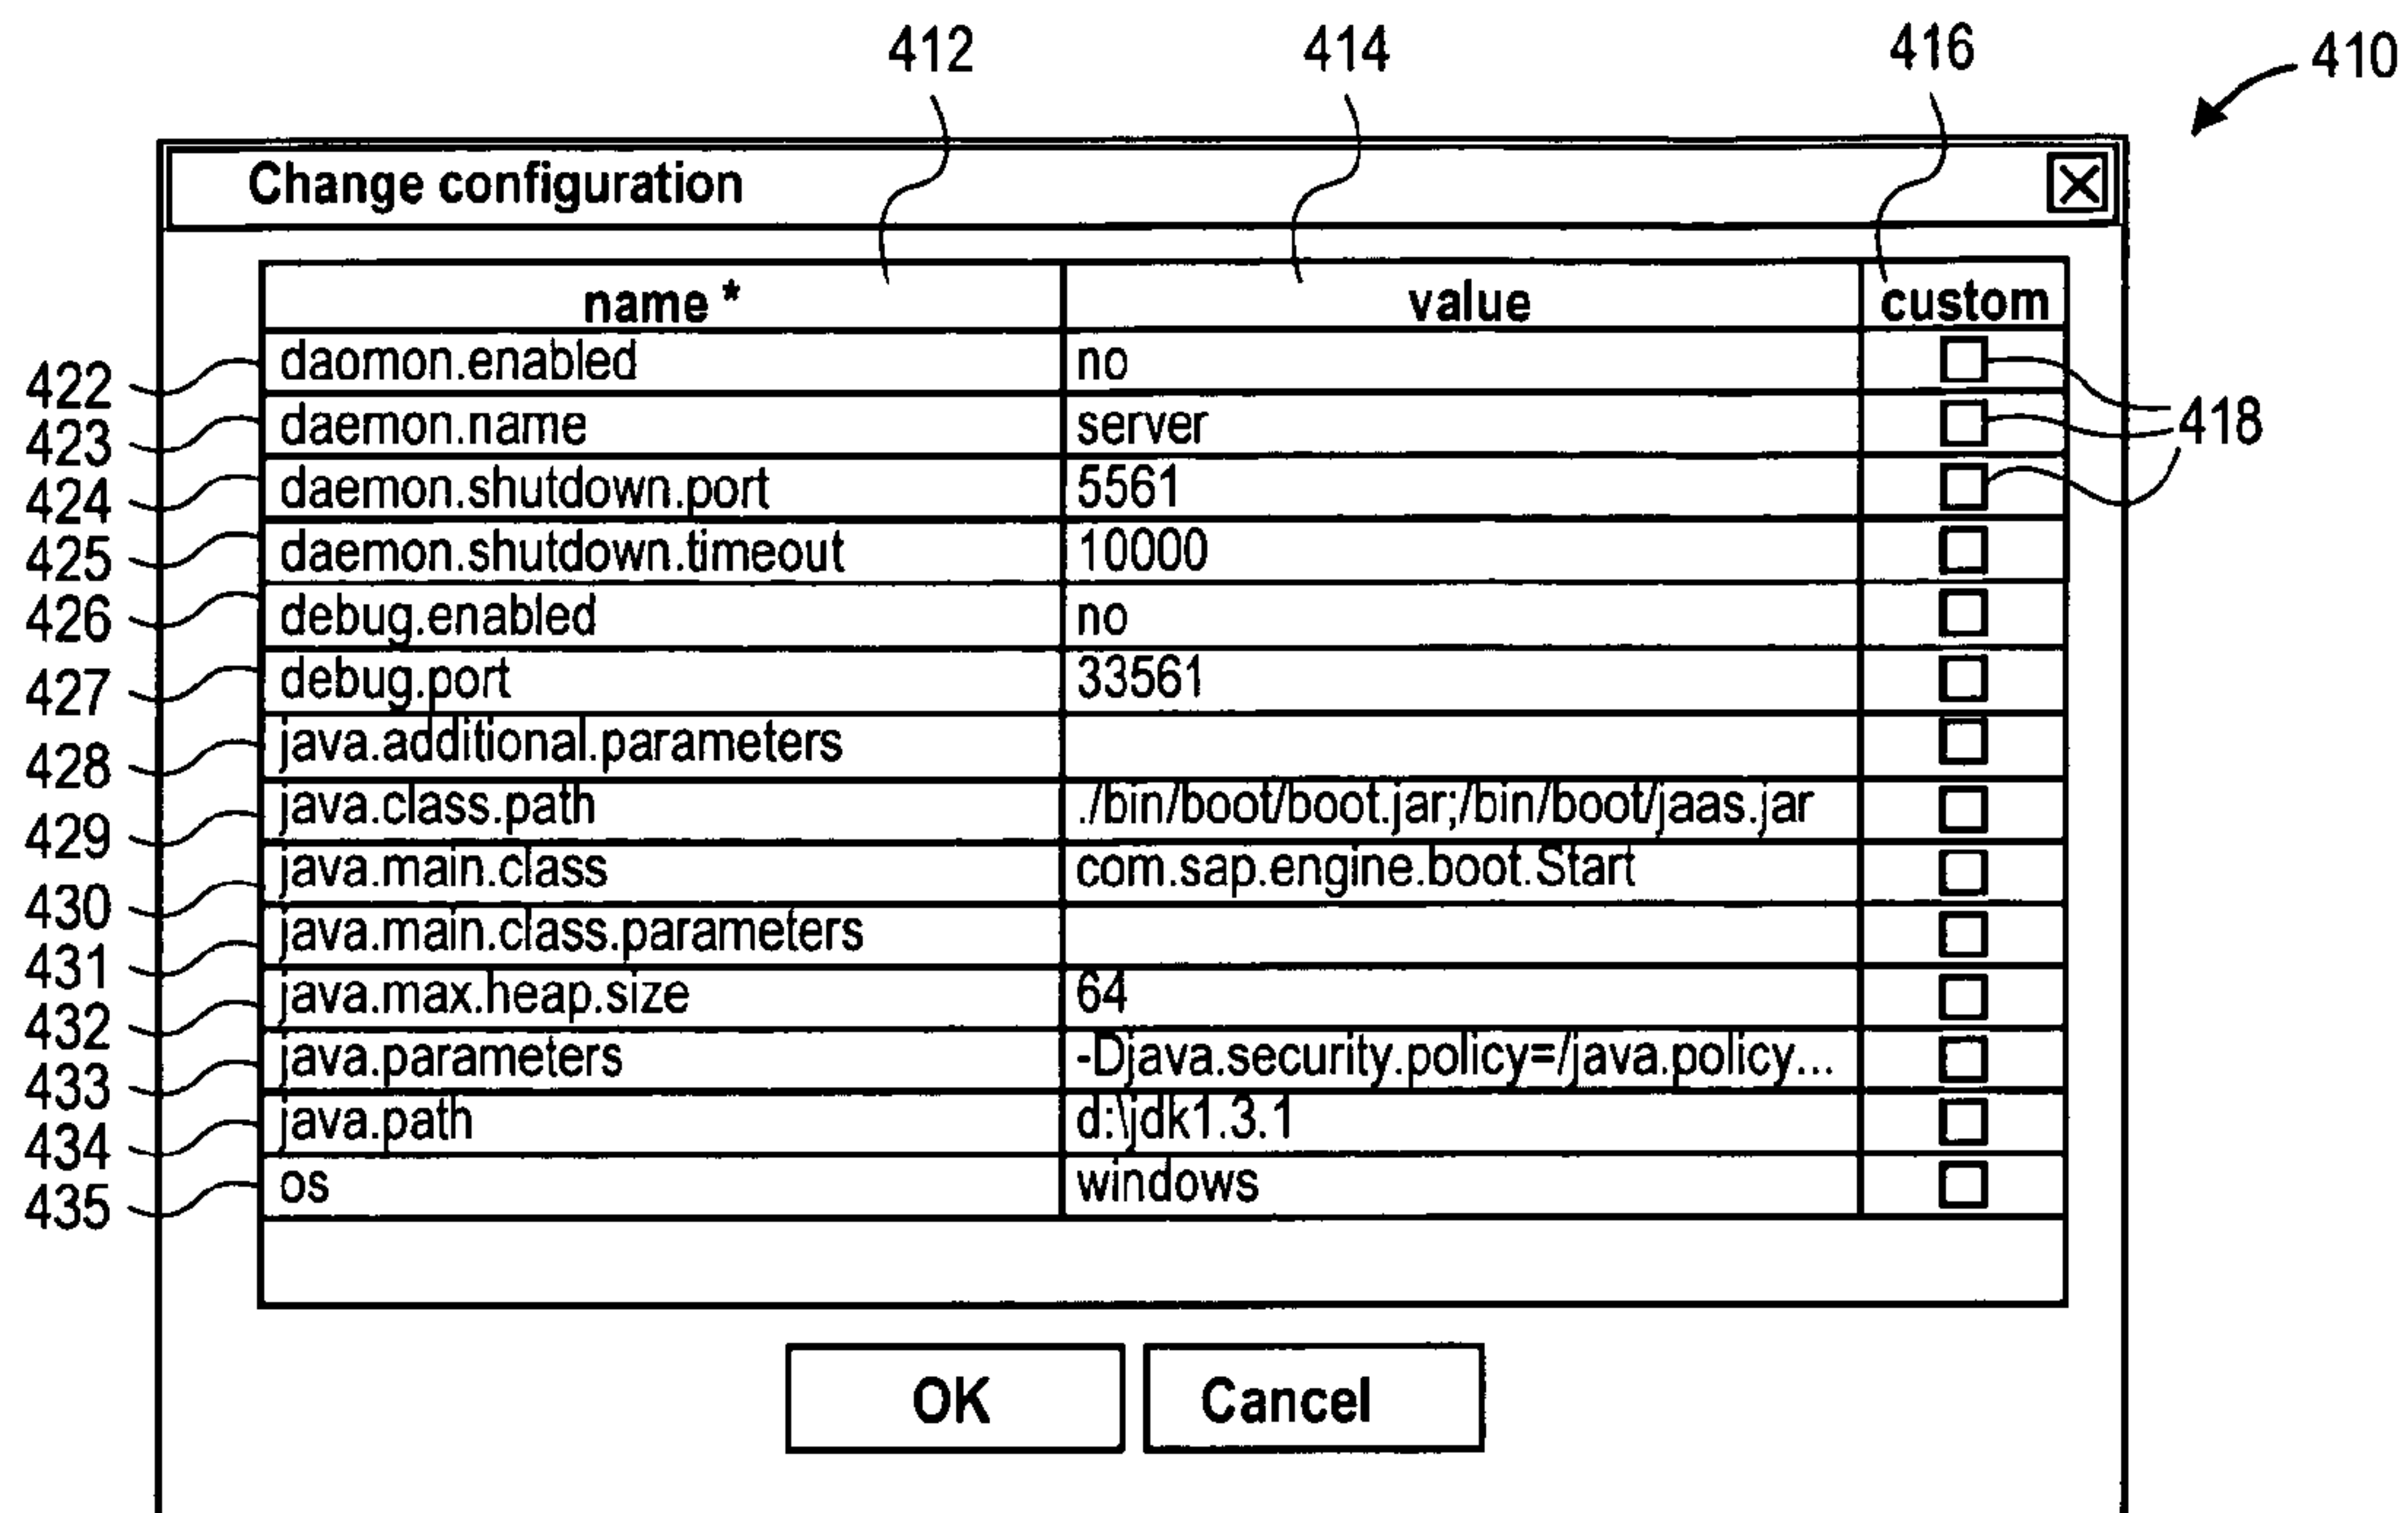 412 414 416 410
Change configuration
name * value custom
422 daomon.enabled no
423 daemon.name server 418
424 daemon.shutdown.port 5561
425 daemon.shutdown.timeout 10000
426 debug.enabled no
427 debug.port 33561
428 java.additional.parameters
429 java.class.path ./bin/boot/boot.jar;/bin/boot/jaas.jar
430 java.main.class com.sap.engine.boot.Start
431 java.main.class.parameters
432 java.max.heap.size 64
433 java.parameters -Djava.security.policy=/java.policy...
434 java.path d:\jdk1.3.1
435 os windows
OK Cancel